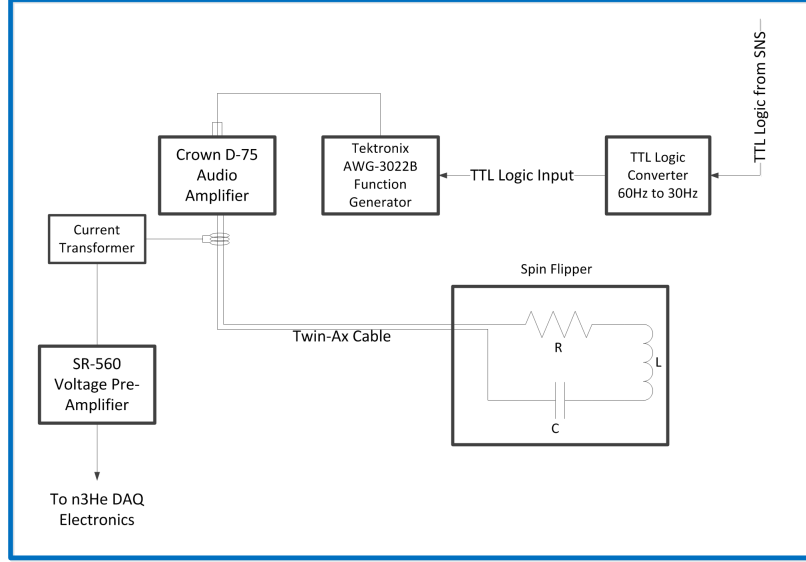 TTL Logic from SNS
Crown D-75
Audio
Amplifier
Tektronix
AWG-3022B
Function
Generator
TTL Logic Input
TTL Logic
Converter
60Hz to 30Hz
Current
Transformer
Spin Flipper
R
L
C
Twin-Ax Cable
SR-560
Voltage Pre-
Amplifier
To n3He DAQ
Electronics